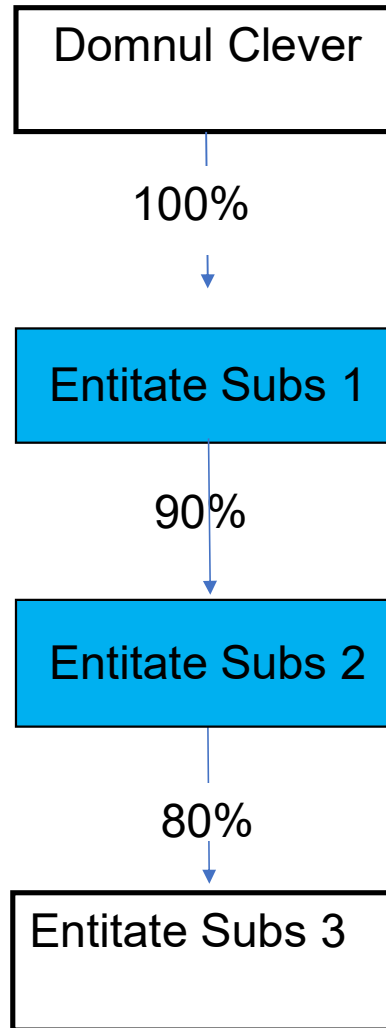 Domnul Clever
100%
Entitate Subs 1
90%
Entitate Subs 2
80%
Entitate Subs 3